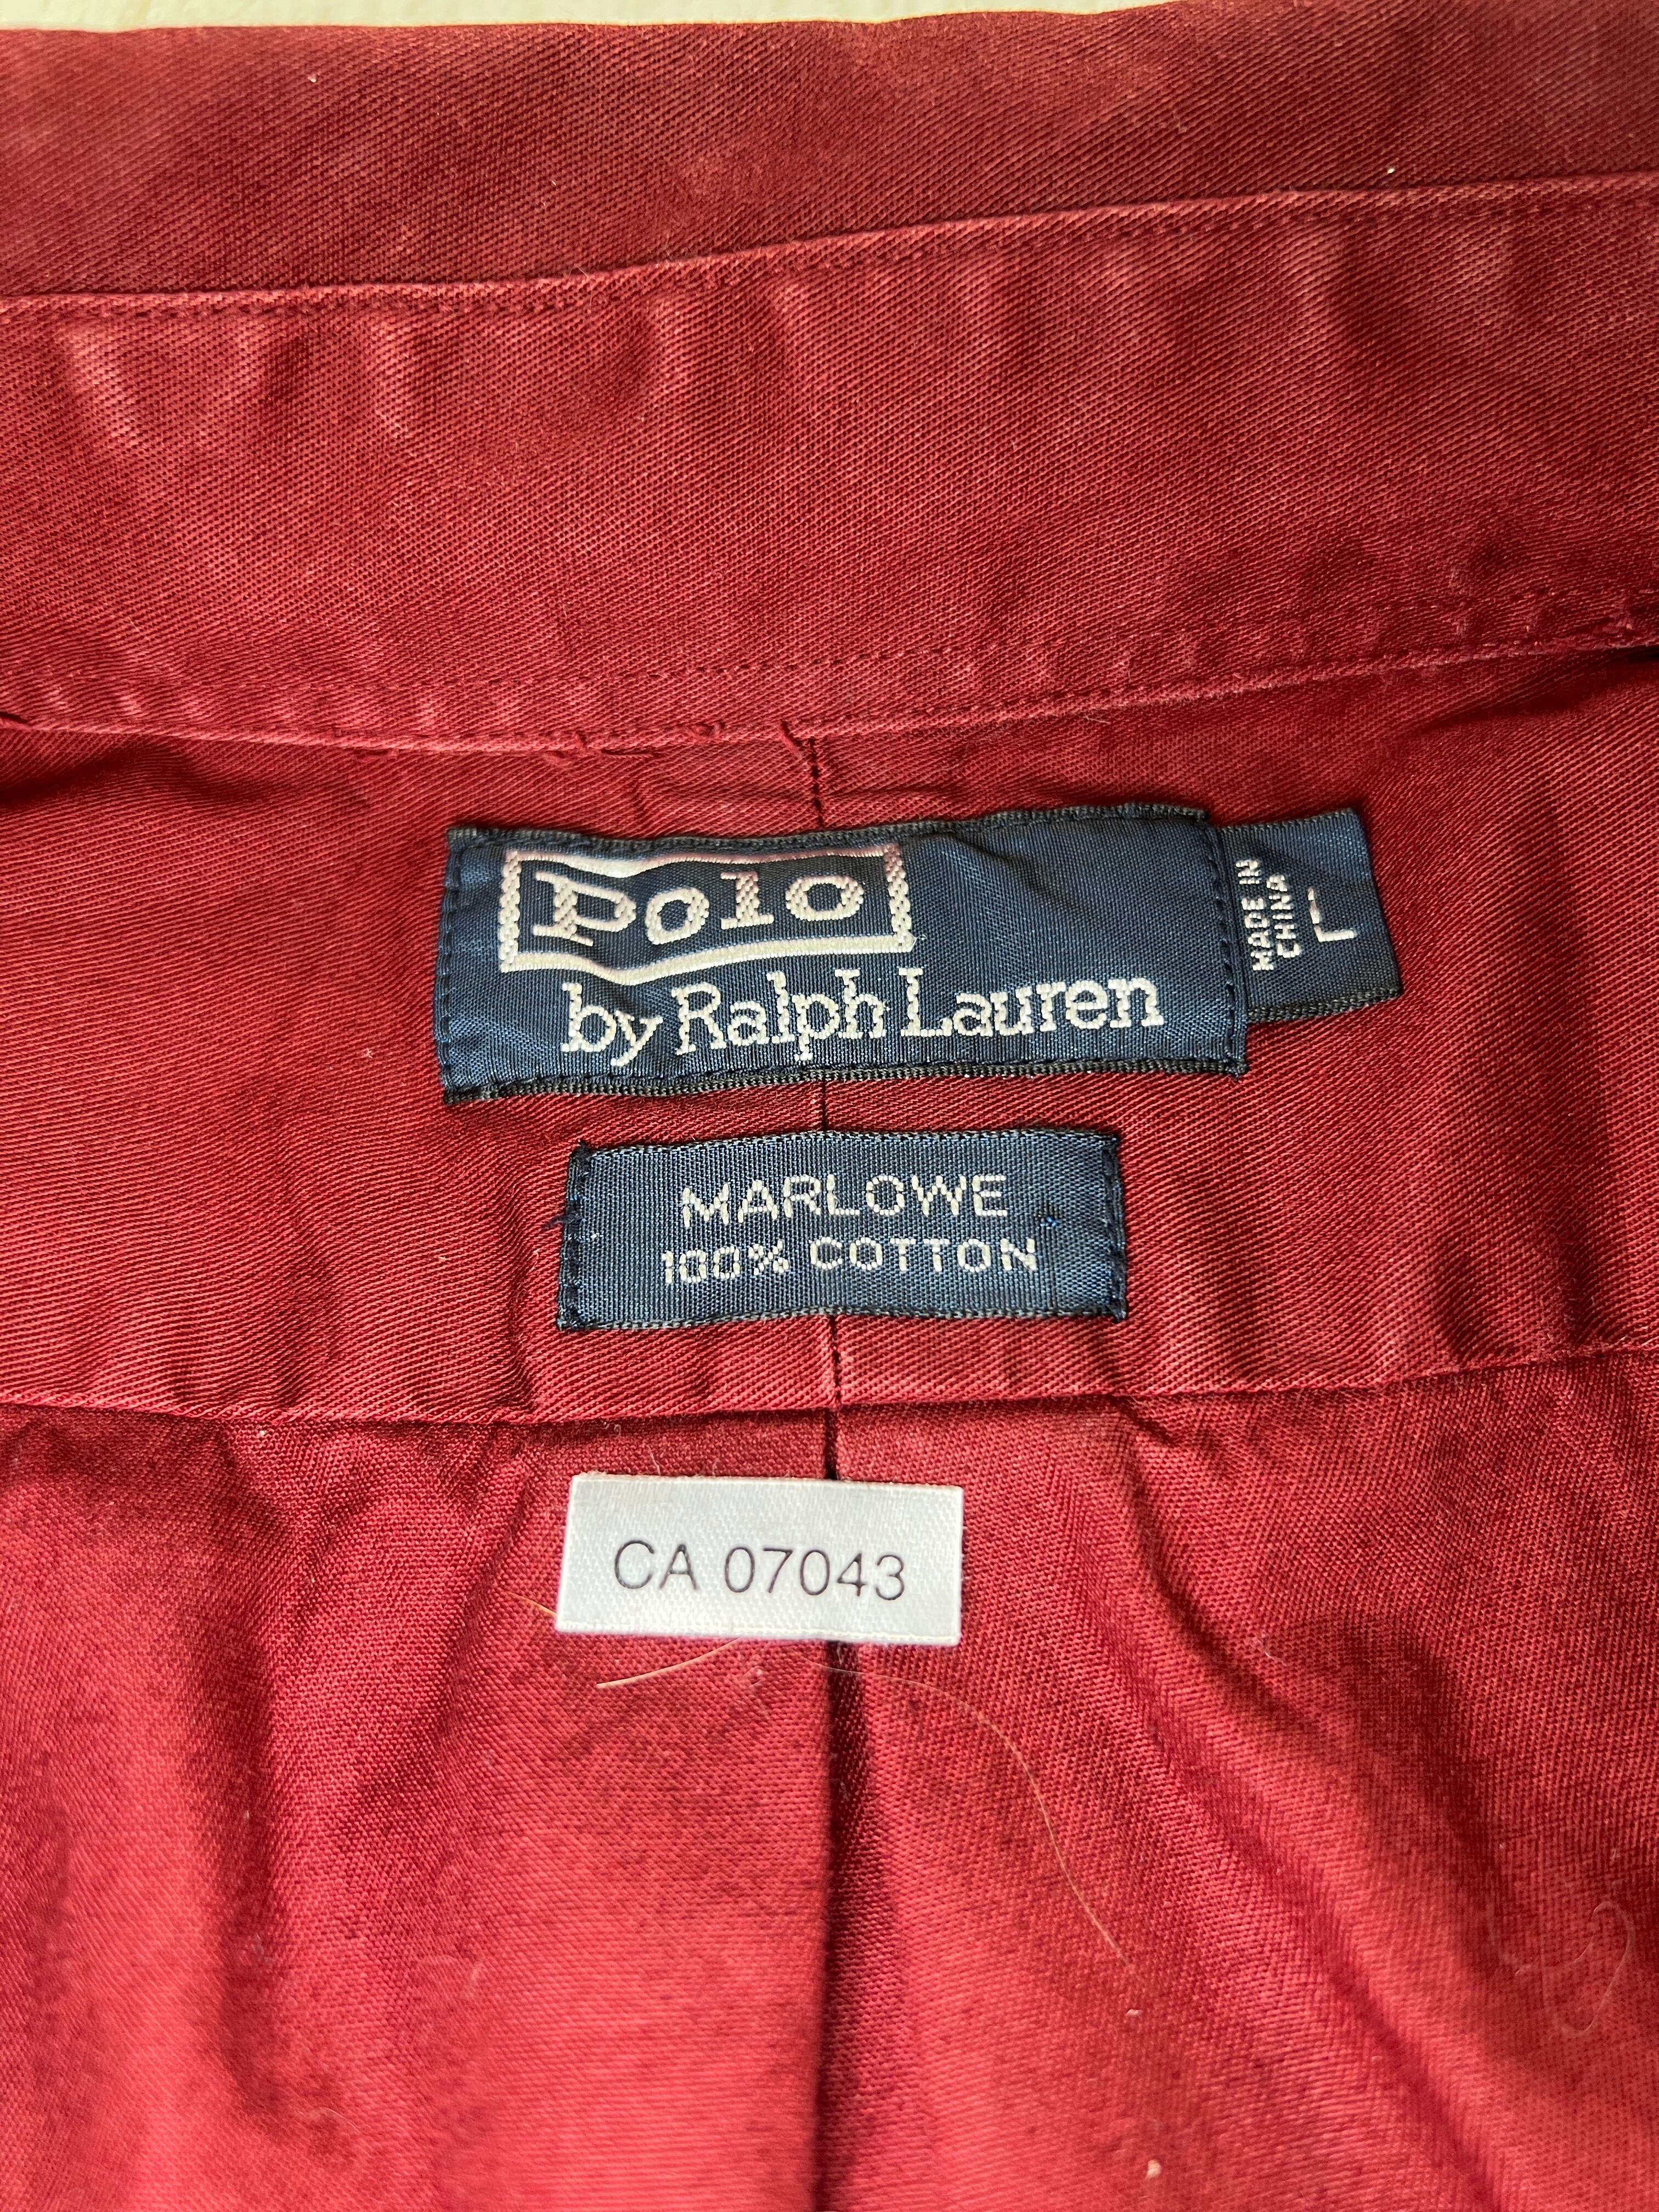 Polo
by Ralph Lauren
MADE IN
CHINA
L
MARLOWE
100% COTTON
CA 07043